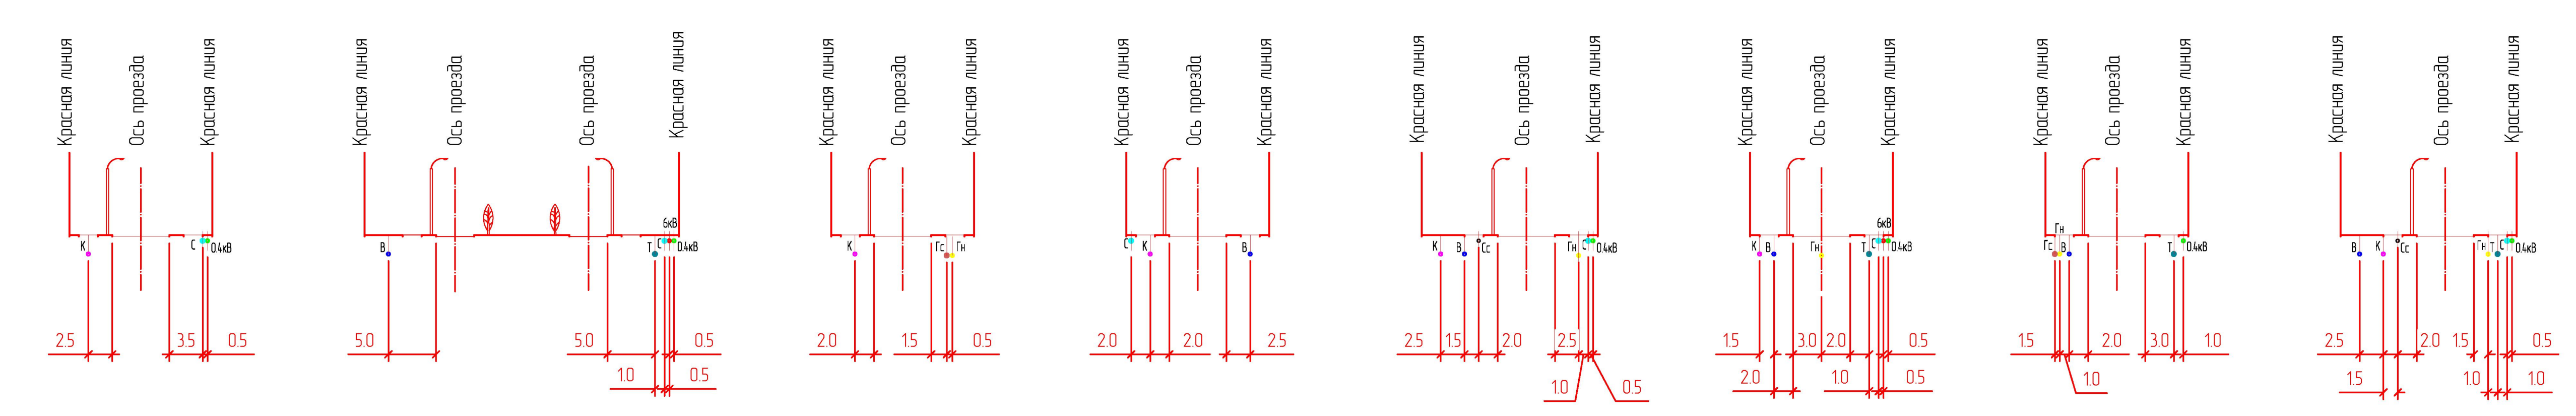 Красная линия
Ось проезда
Красная линия
К
С
0.4кВ
2.5
3.5
0.5
Красная линия
Ось проезда
Ось проезда
Красная линия
6кВ
В
Т
С
0.4кВ
5.0
5.0
0.5
1.0
0.5
Красная линия
Ось проезда
Красная линия
К
Гс
Гн
2.0
1.5
0.5
Красная линия
Ось проезда
Красная линия
С
К
В
2.0
2.0
2.5
Красная линия
Ось проезда
Красная линия
К
В
Сс
Гн
С
0.4кВ
2.5
1.5
2.0
2.5
1.0
0.5
Красная линия
Ось проезда
Красная линия
6кВ
К
В
Гн
Т
С
0.4кВ
1.5
3.0
2.0
0.5
2.0
1.0
0.5
Красная линия
Ось проезда
Красная линия
Гн
Гс
В
Т
0.4кВ
1.5
2.0
3.0
1.0
1.0
Красная линия
Ось проезда
Красная линия
В
К
Сс
Гн
Т
С
0.4кВ
2.5
2.0
1.5
0.5
1.5
1.0
1.0